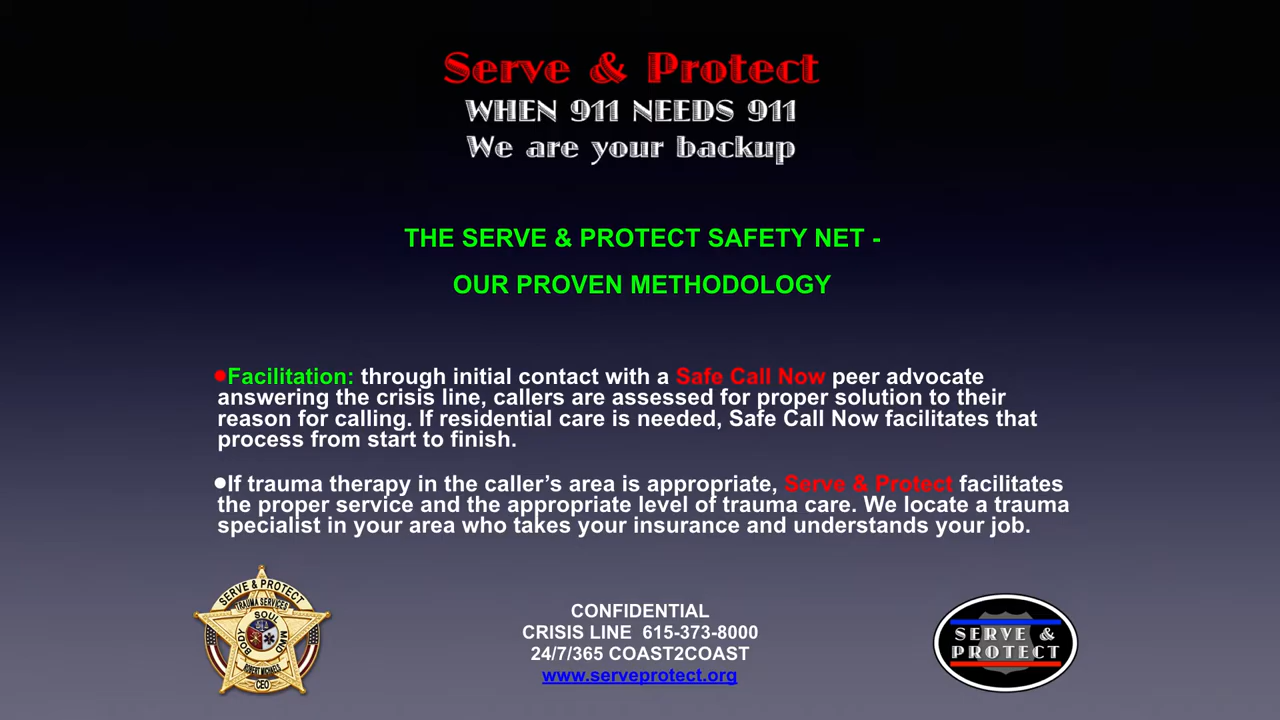 Serve & Protect
WHEN 911 NEEDS 911
We are your backup
THE SERVE & PROTECT SAFETY NET -
OUR PROVEN METHODOLOGY
•Facilitation: through initial contact with a Safe Call Now peer advocate
answering the crisis line, callers are assessed for proper solution to their
reason for calling. If residential care is needed, Safe Call Now facilitates that
process from start to finish.
•If trauma therapy in the caller’s area is appropriate, Serve & Protect facilitates
the proper service and the appropriate level of trauma care. We locate a trauma
specialist in your area who takes your insurance and understands your job.
SERVE & PROTECT
TRAUMA SERVICES
SOUL
BODY
MIND
ROBERT MICHAELS
CEO
CONFIDENTIAL
CRISIS LINE 615-373-8000
24/7/365 COAST2COAST
www.serveprotect.org
SERVE &
PROTECT